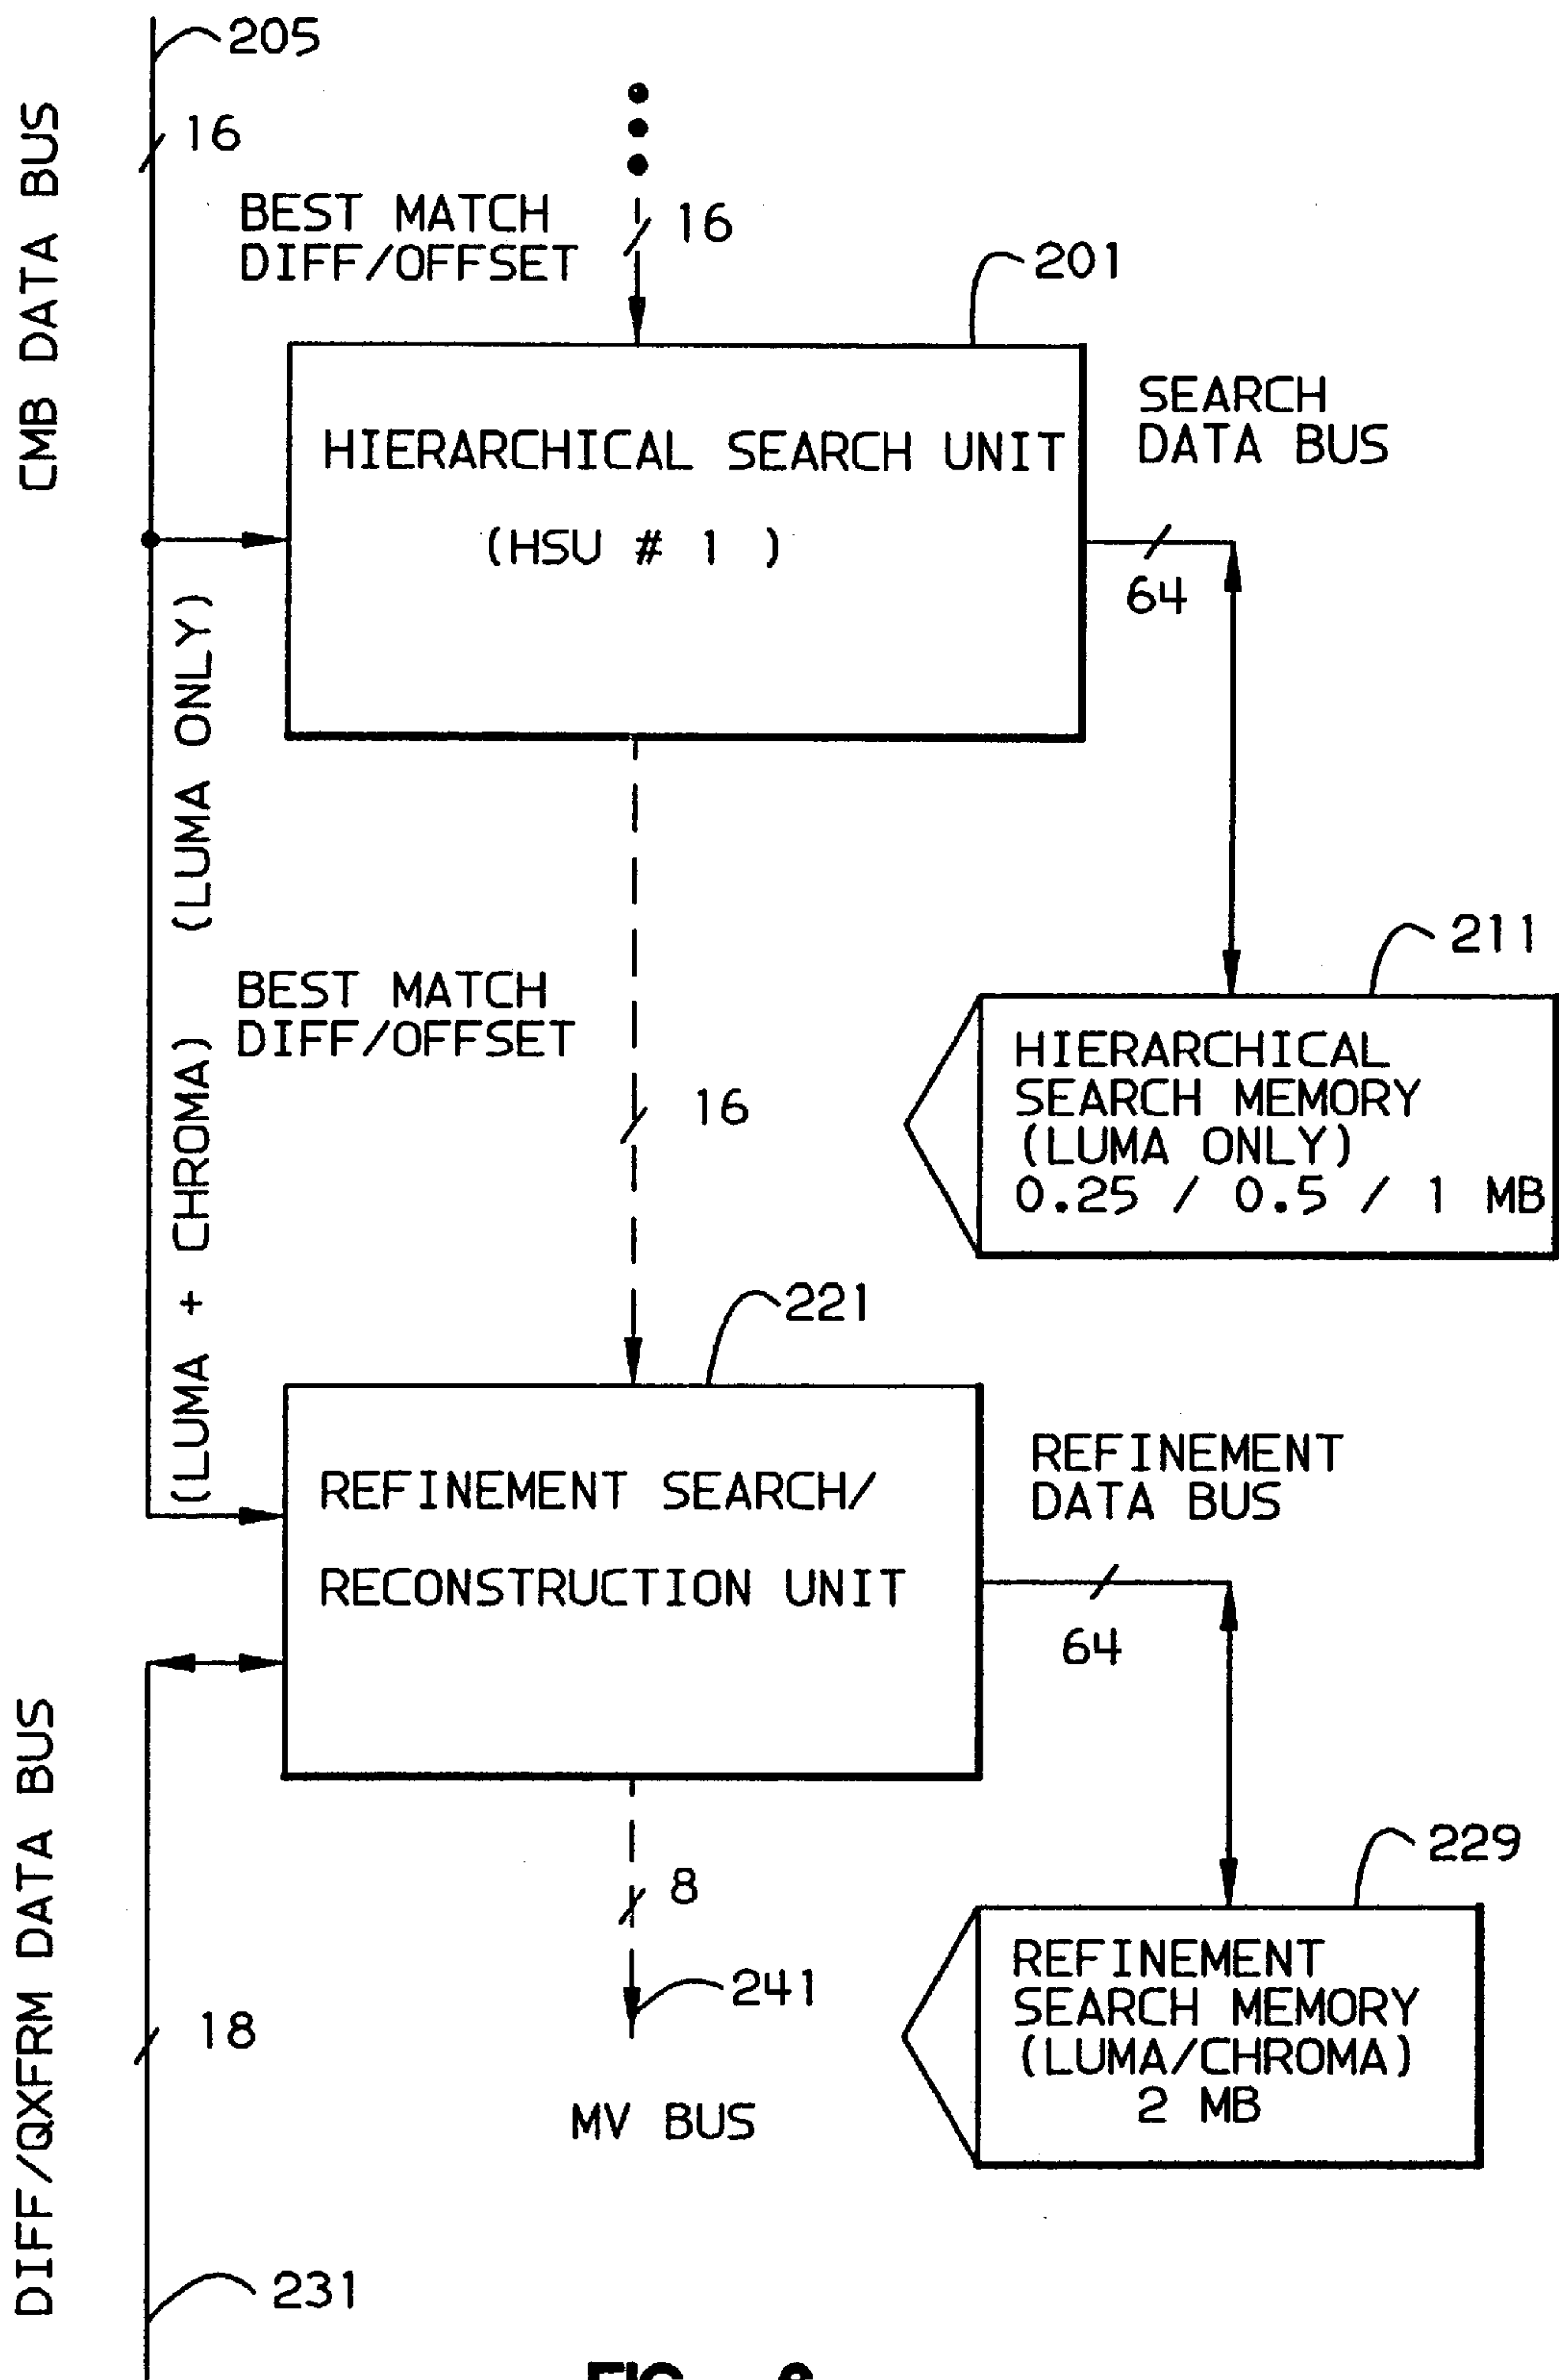 205
CMB DATA BUS
16
BEST MATCH
DIFF/OFFSET
16
201
HIERARCHICAL SEARCH UNIT
(HSU # 1 )
SEARCH
DATA BUS
64
(LUMA ONLY)
BEST MATCH
DIFF/OFFSET
16
211
HIERARCHICAL
SEARCH MEMORY
(LUMA ONLY)
0.25 / 0.5 / 1 MB
(LUMA + CHROMA)
221
REFINEMENT SEARCH/
RECONSTRUCTION UNIT
REFINEMENT
DATA BUS
64
DIFF/QXFRM DATA BUS
18
8
241
MV BUS
229
REFINEMENT
SEARCH MEMORY
(LUMA/CHROMA)
2 MB
231